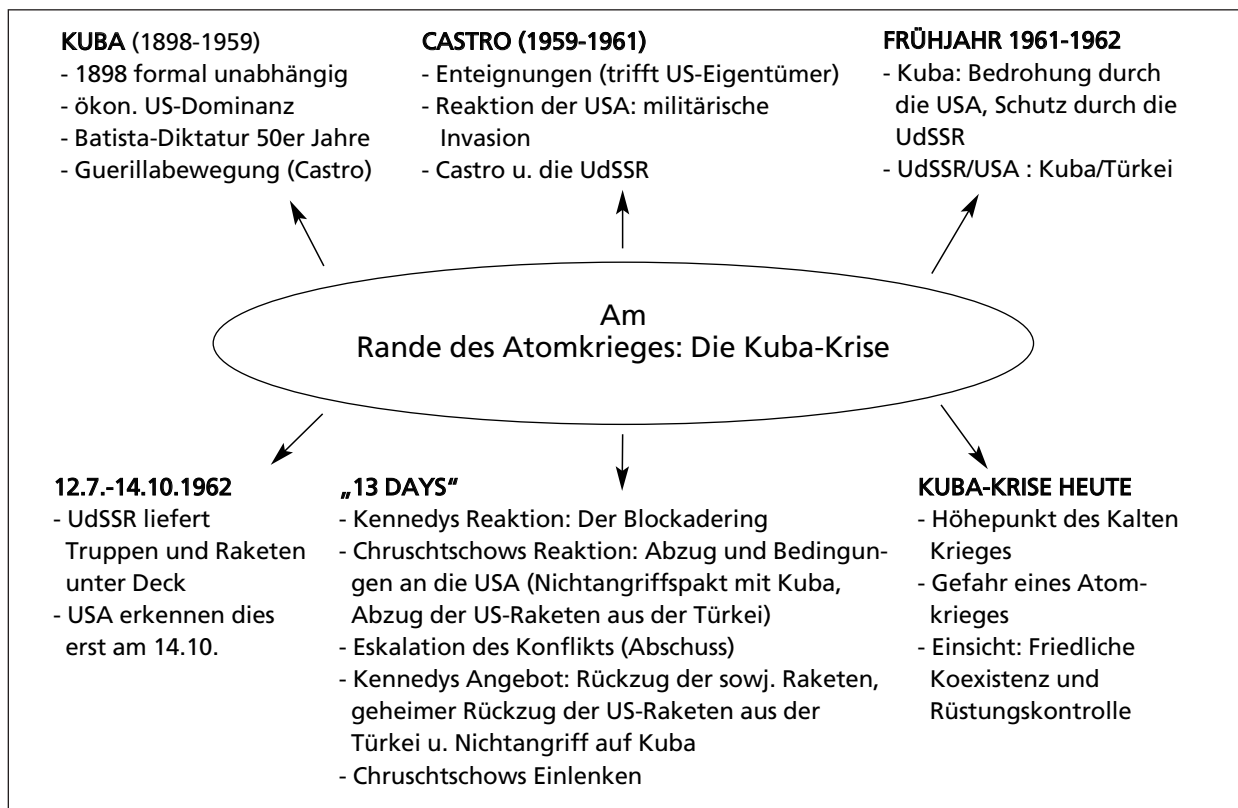 KUBA (1898-1959)
- 1898 formal unabhängig
- ökon. US-Dominanz
- Batista-Diktatur 50er Jahre
- Guerillabewegung (Castro)
CASTRO (1959-1961)
- Enteignungen (trifft US-Eigentümer)
- Reaktion der USA: militärische
Invasion
- Castro u. die UdSSR
FRÜHJAHR 1961-1962
- Kuba: Bedrohung durch
die USA, Schutz durch die
UdSSR
- UdSSR/USA : Kuba/Türkei
Am
Rande des Atomkrieges: Die Kuba-Krise
12.7.-14.10.1962
- UdSSR liefert
Truppen und Raketen
unter Deck
- USA erkennen dies
erst am 14.10.
„13 DAYS“
- Kennedys Reaktion: Der Blockadering
- Chruschtschows Reaktion: Abzug und Bedingun-
gen an die USA (Nichtangriffspakt mit Kuba,
Abzug der US-Raketen aus der Türkei)
- Eskalation des Konflikts (Abschuss)
- Kennedys Angebot: Rückzug der sowj. Raketen,
geheimer Rückzug der US-Raketen aus der
Türkei u. Nichtangriff auf Kuba
- Chruschtschows Einlenken
KUBA-KRISE HEUTE
- Höhepunkt des Kalten
Krieges
- Gefahr eines Atom-
krieges
- Einsicht: Friedliche
Koexistenz und
Rüstungskontrolle